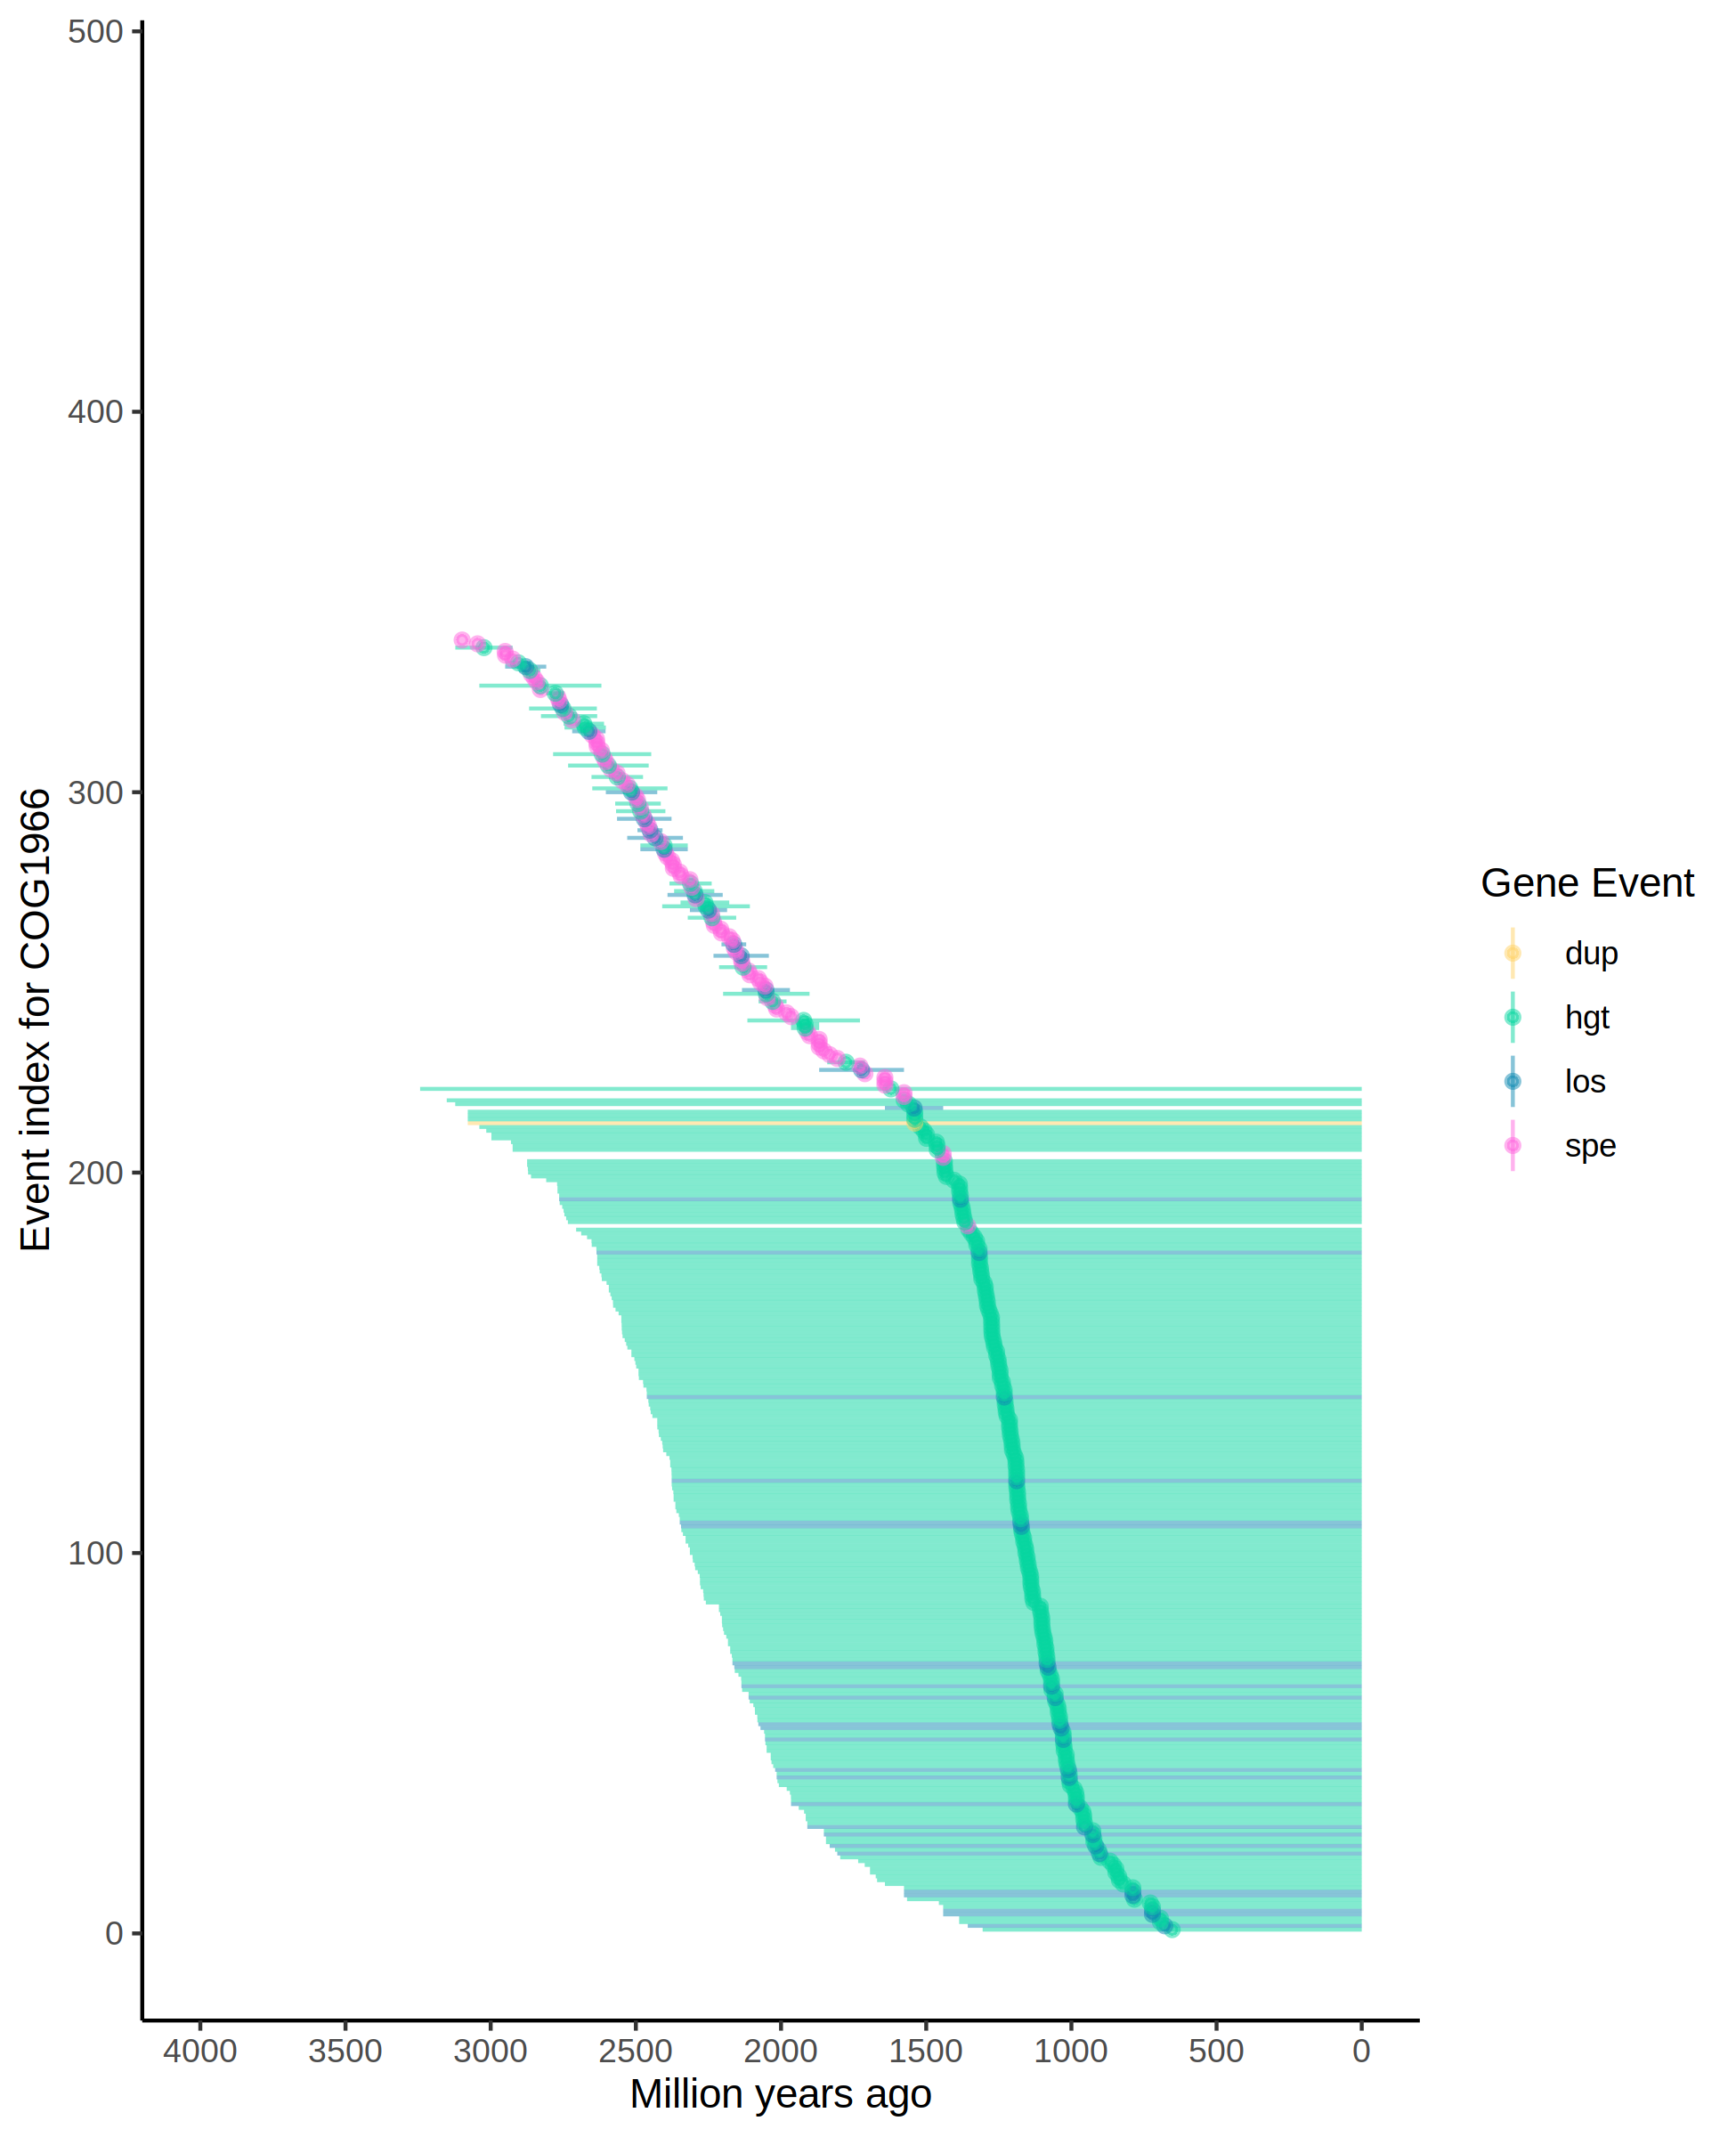 500
400
300
200
100
0
Event index for COG1966
4000 3500 3000 2500 2000 1500 1000 500 0
Million years ago
Gene Event
dup
hgt
los
spe